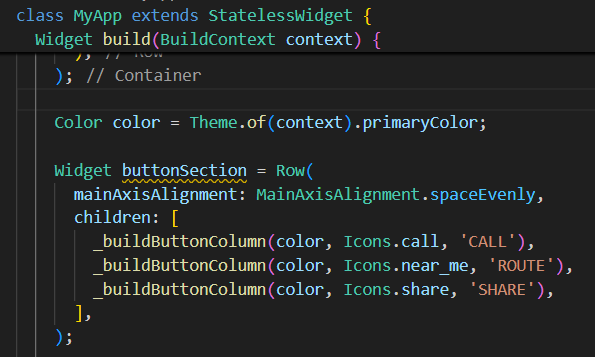 class MyApp extends StatelessWidget {
Widget build(BuildContext context) {
); // Row
); // Container
Color color = Theme.of(context).primaryColor;
Widget buttonSection = Row(
mainAxisAlignment: MainAxisAlignment.spaceEvenly,
children: [
_buildButtonColumn(color, Icons.call, 'CALL'),
_buildButtonColumn(color, Icons.near_me, 'ROUTE'),
_buildButtonColumn(color, Icons.share, 'SHARE'),
],
);